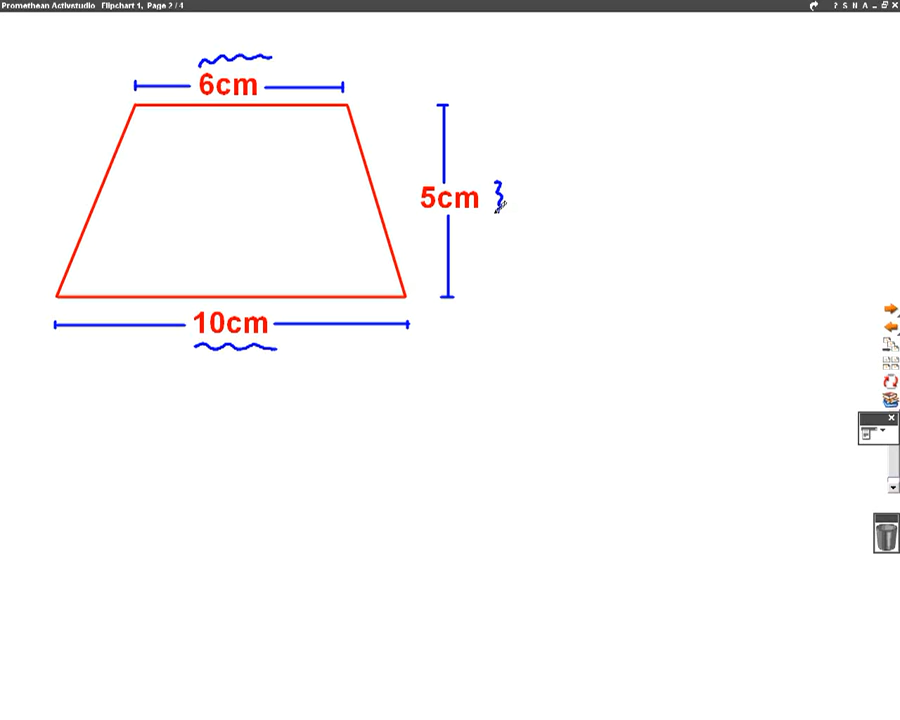 Promethean Activstudio Flipchart 1, Page 2 / 4
? S N A
6cm
5cm
10cm